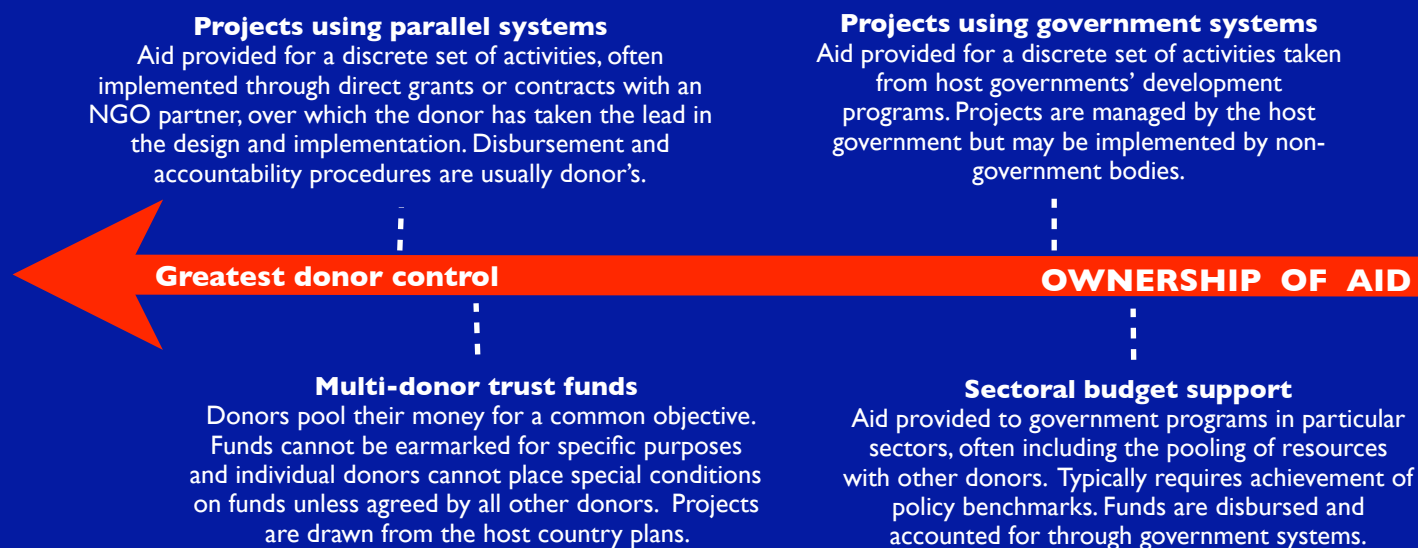 Projects using parallel systems
Aid provided for a discrete set of activities, often
implemented through direct grants or contracts with an
NGO partner, over which the donor has taken the lead in
the design and implementation. Disbursement and
accountability procedures are usually donor's.
Projects using government systems
Aid provided for a discrete set of activities taken
from host governments' development
programs. Projects are managed by the host
government but may be implemented by non-
government bodies.
Greatest donor control
OWNERSHIP OF AID
Multi-donor trust funds
Donors pool their money for a common objective.
Funds cannot be earmarked for specific purposes
and individual donors cannot place special conditions
on funds unless agreed by all other donors. Projects
are drawn from the host country plans.
Sectoral budget support
Aid provided to government programs in particular
sectors, often including the pooling of resources
with other donors. Typically requires achievement of
policy benchmarks. Funds are disbursed and
accounted for through government systems.